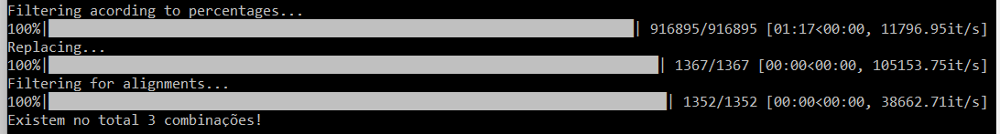 Filtering acording to percentages...
100%|██████████| 916895/916895 [01:17<00:00, 11796.95it/s]
Replacing...
100%|██████████| 1367/1367 [00:00<00:00, 105153.75it/s]
Filtering for alignments...
100%|██████████| 1352/1352 [00:00<00:00, 38662.71it/s]
Existem no total 3 combinações!